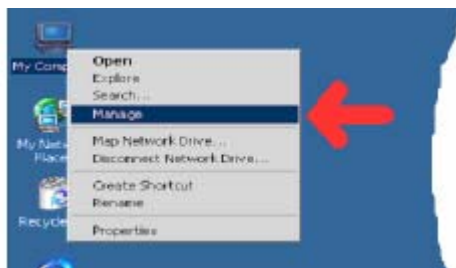 My Comp
Open
Explore
Search...
Manage
My Netw
Place
Map Network Drive...
Disconnect Network Drive...
Create Shortcut
Rename
Recycle
Properties